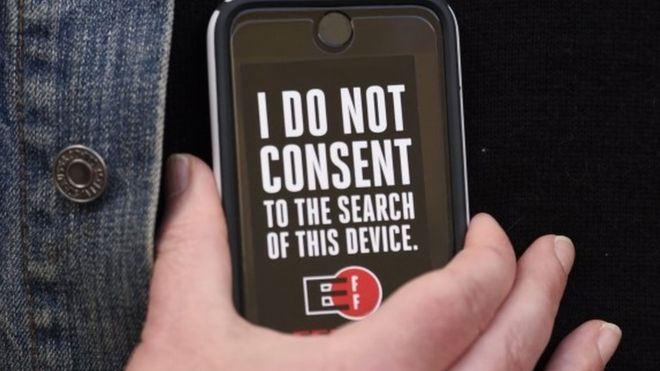 I DO NOT
CONSENT
TO THE SEARCH
OF THIS DEVICE.